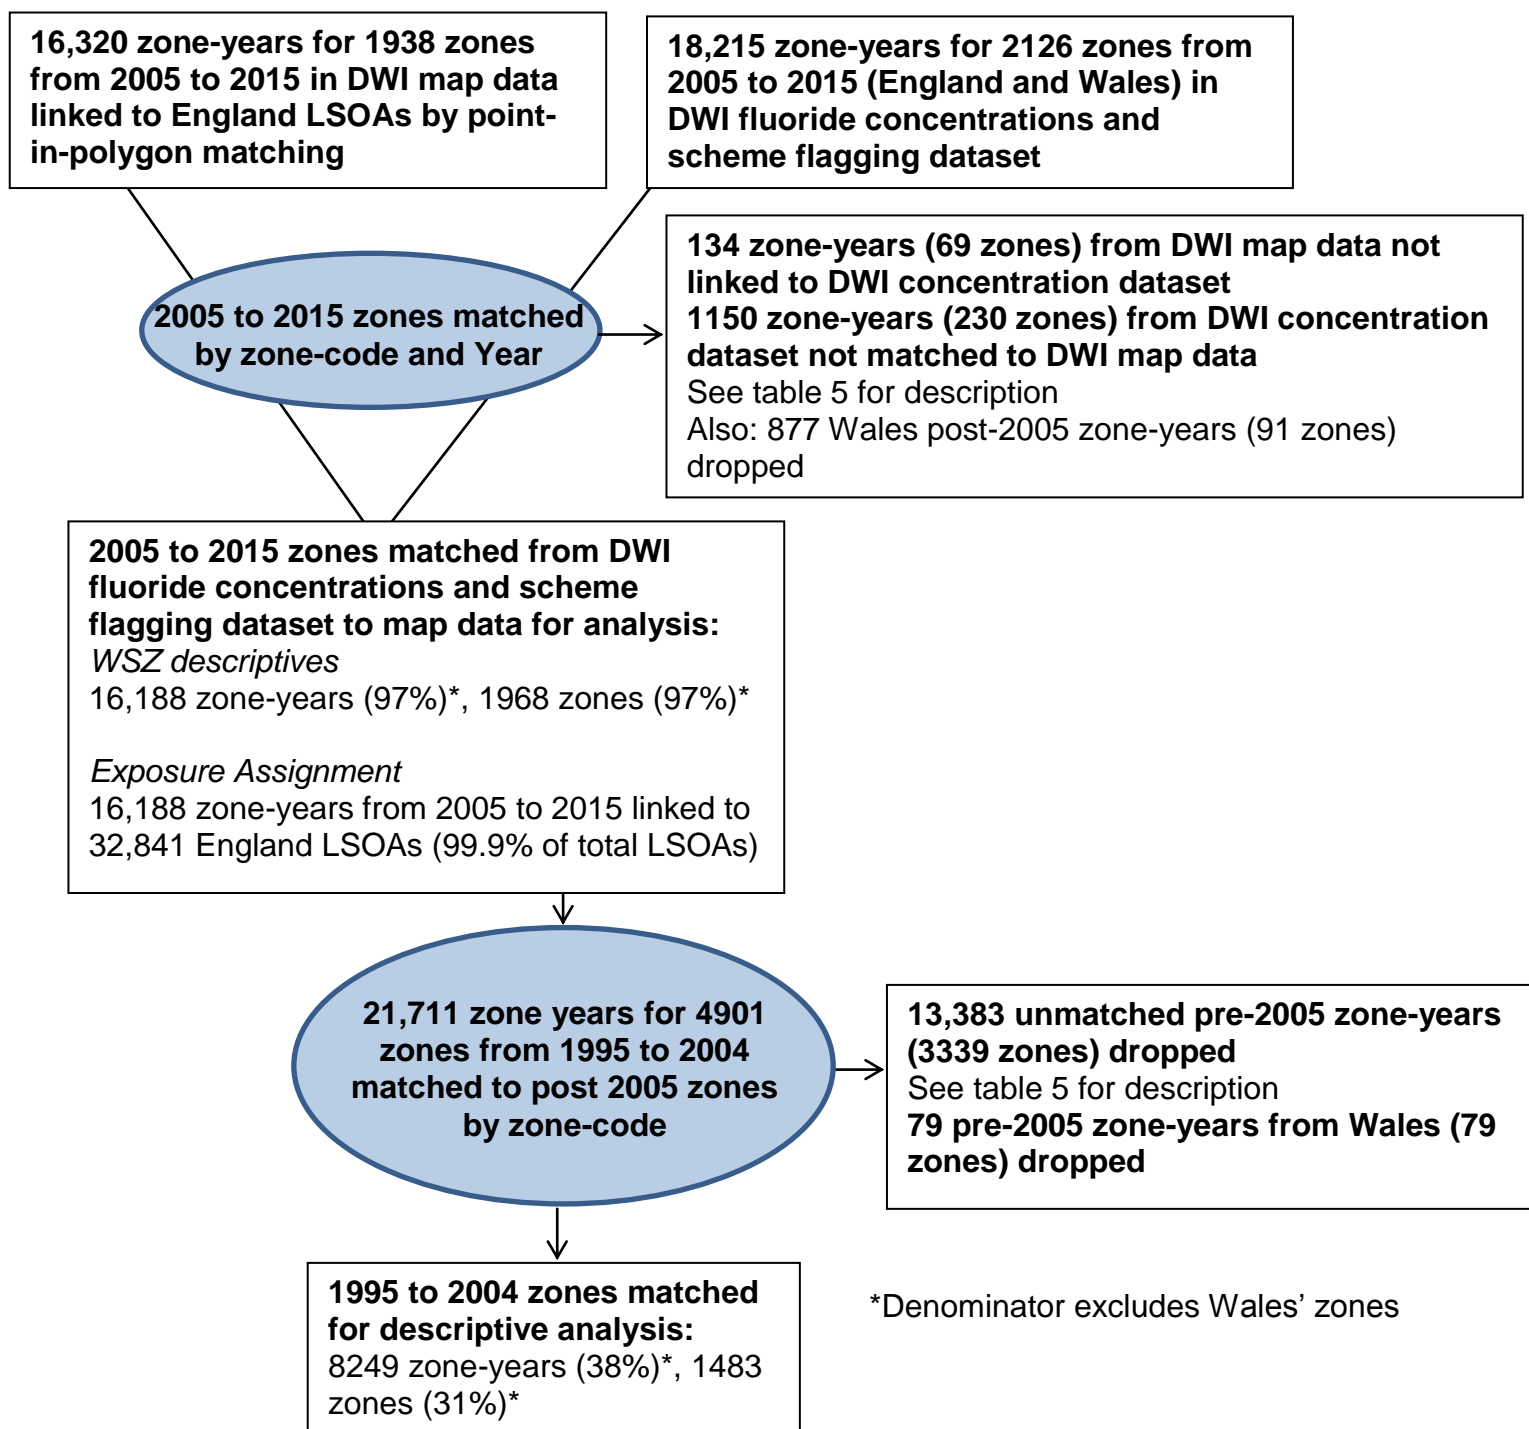 16,320 zone-years for 1938 zones
from 2005 to 2015 in DWI map data
linked to England LSOAs by point-
in-polygon matching
18,215 zone-years for 2126 zones from
2005 to 2015 (England and Wales) in
DWI fluoride concentrations and
scheme flagging dataset
2005 to 2015 zones matched
by zone-code and Year
134 zone-years (69 zones) from DWI map data not
linked to DWI concentration dataset
1150 zone-years (230 zones) from DWI concentration
dataset not matched to DWI map data
See table 5 for description
Also: 877 Wales post-2005 zone-years (91 zones)
dropped
2005 to 2015 zones matched from DWI
fluoride concentrations and scheme
flagging dataset to map data for analysis:
WSZ descriptives
16,188 zone-years (97%)*, 1968 zones (97%)*
Exposure Assignment
16,188 zone-years from 2005 to 2015 linked to
32,841 England LSOAs (99.9% of total LSOAs)
21,711 zone years for 4901
zones from 1995 to 2004
matched to post 2005 zones
by zone-code
13,383 unmatched pre-2005 zone-years
(3339 zones) dropped
See table 5 for description
79 pre-2005 zone-years from Wales (79
zones) dropped
1995 to 2004 zones matched
for descriptive analysis:
8249 zone-years (38%)*, 1483
zones (31%)*
*Denominator excludes Wales’ zones